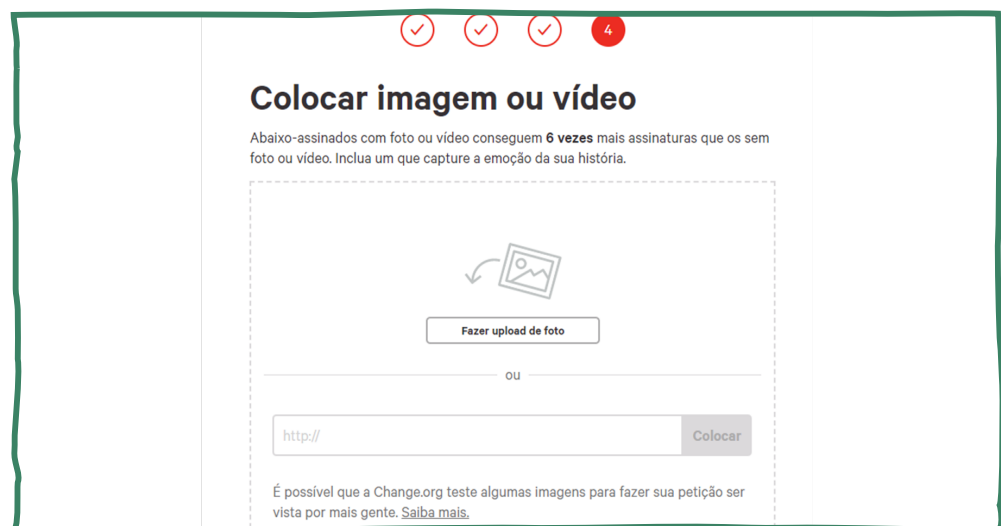 4
Colocar imagem ou vídeo
Abaixo-assinados com foto ou vídeo conseguem 6 vezes mais assinaturas que os sem
foto ou vídeo. Inclua um que capture a emoção da sua história.
Fazer upload de foto
ou
http://
Colocar
É possível que a Change.org teste algumas imagens para fazer sua petição ser
vista por mais gente. Saiba mais.